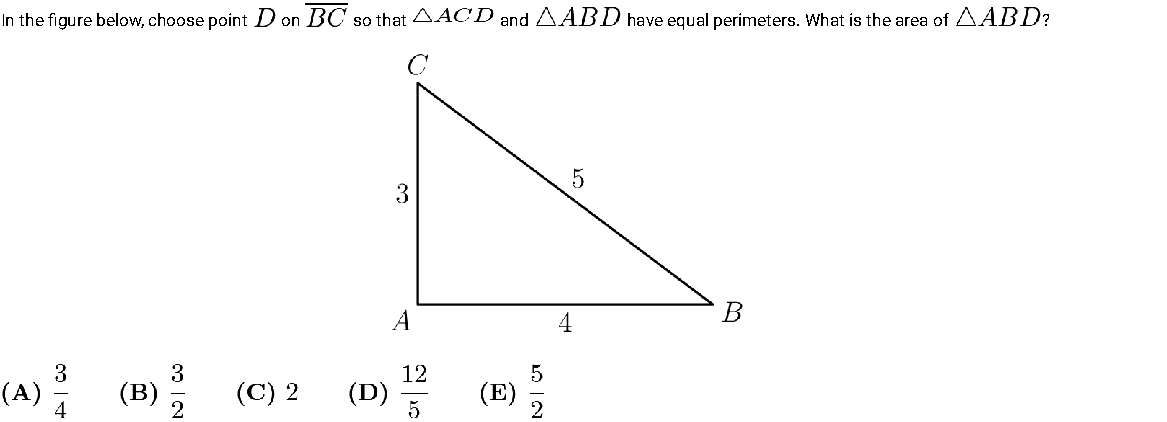 In the figure below, choose point D on \overline{BC} so that △ACD and △ABD have equal perimeters. What is the area of △ABD?
C
5
3
A
B
4
(A) 3/4 (B) 3/2 (C) 2 (D) 12/5 (E) 5/2